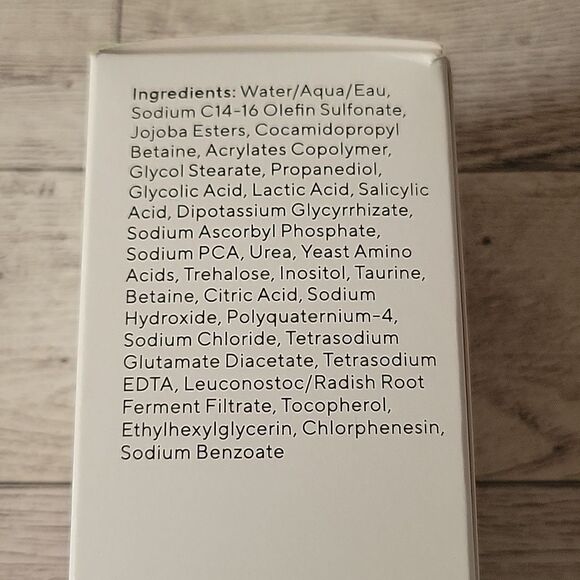 Ingredients: Water/Aqua/Eau,
Sodium C14-16 Olefin Sulfonate,
Jojoba Esters, Cocamidopropyl
Betaine, Acrylates Copolymer,
Glycol Stearate, Propanediol,
Glycolic Acid, Lactic Acid, Salicylic
Acid, Dipotassium Glycyrrhizate,
Sodium Ascorbyl Phosphate,
Sodium PCA, Urea, Yeast Amino
Acids, Trehalose, Inositol, Taurine,
Betaine, Citric Acid, Sodium
Hydroxide, Polyquaternium-4,
Sodium Chloride, Tetrasodium
Glutamate Diacetate, Tetrasodium
EDTA, Leuconostoc/Radish Root
Ferment Filtrate, Tocopherol,
Ethylhexylglycerin, Chlorphenesin,
Sodium Benzoate